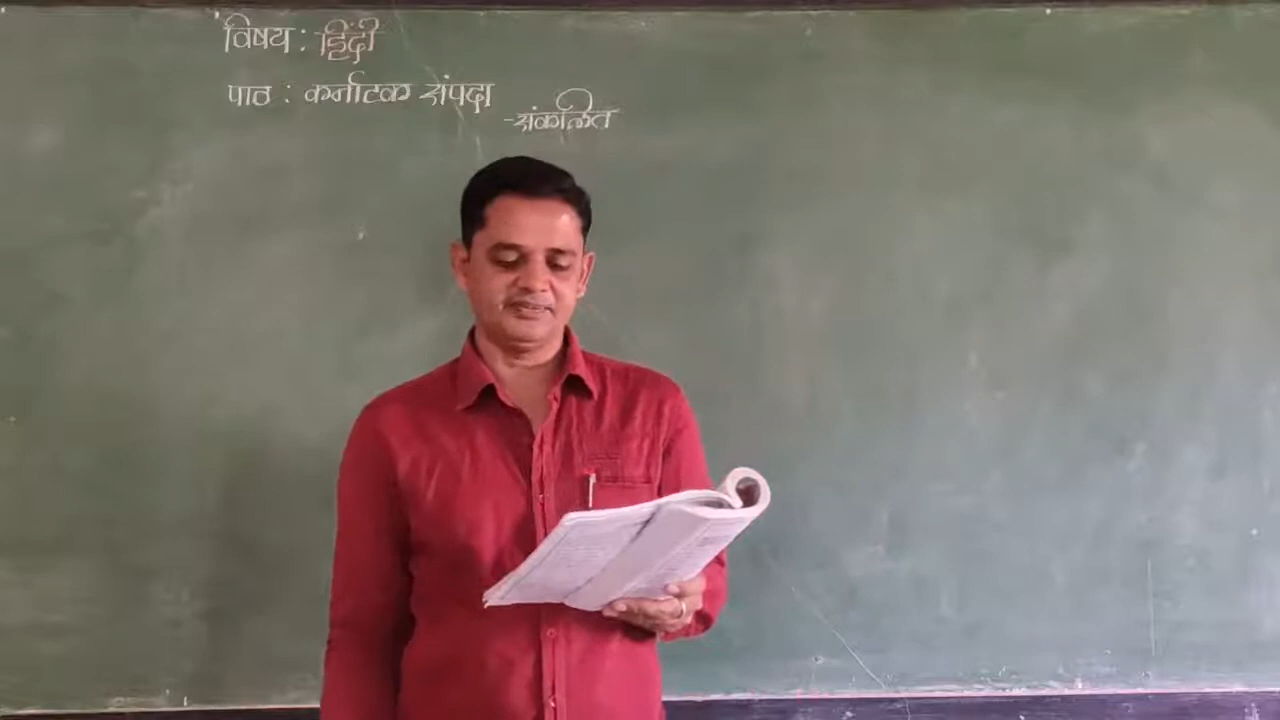 विषय : हिंदी
पाठ : कर्नाटक संपदा
-संकलित